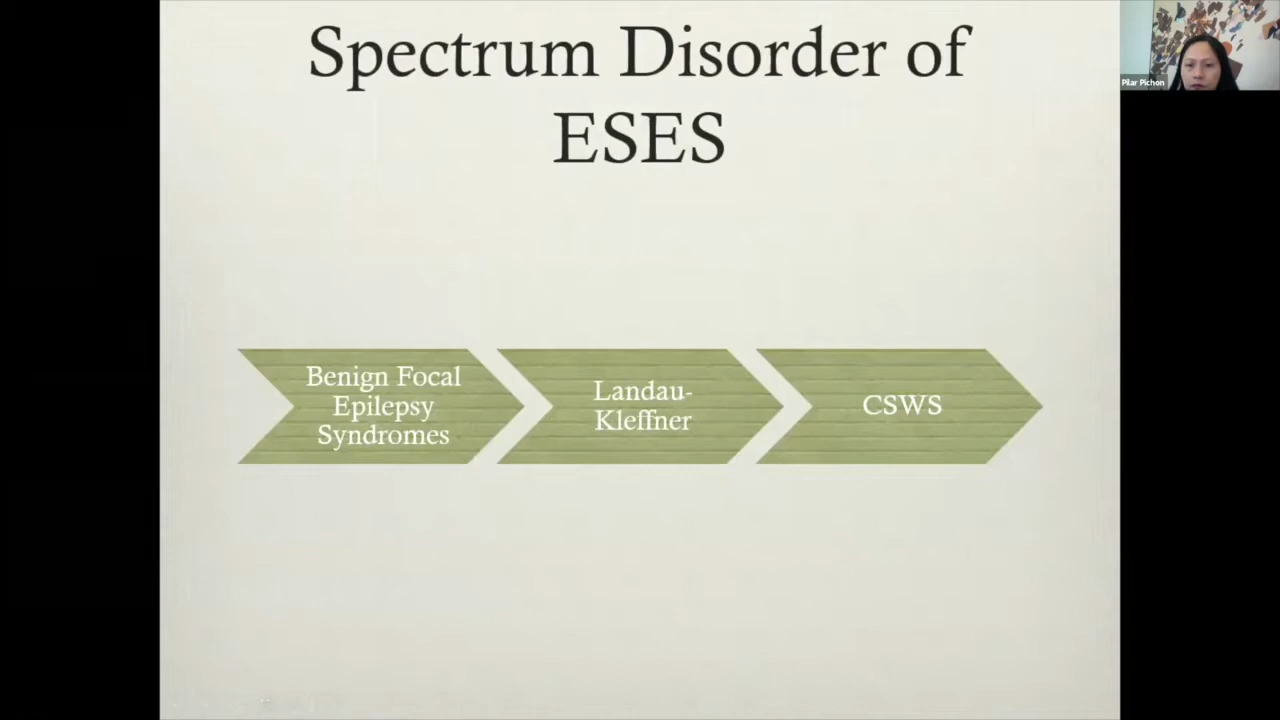 Spectrum Disorder of
ESES
Pilar Pichon
Benign Focal
Epilepsy
Syndromes
Landau-
Kleffner
CSWS